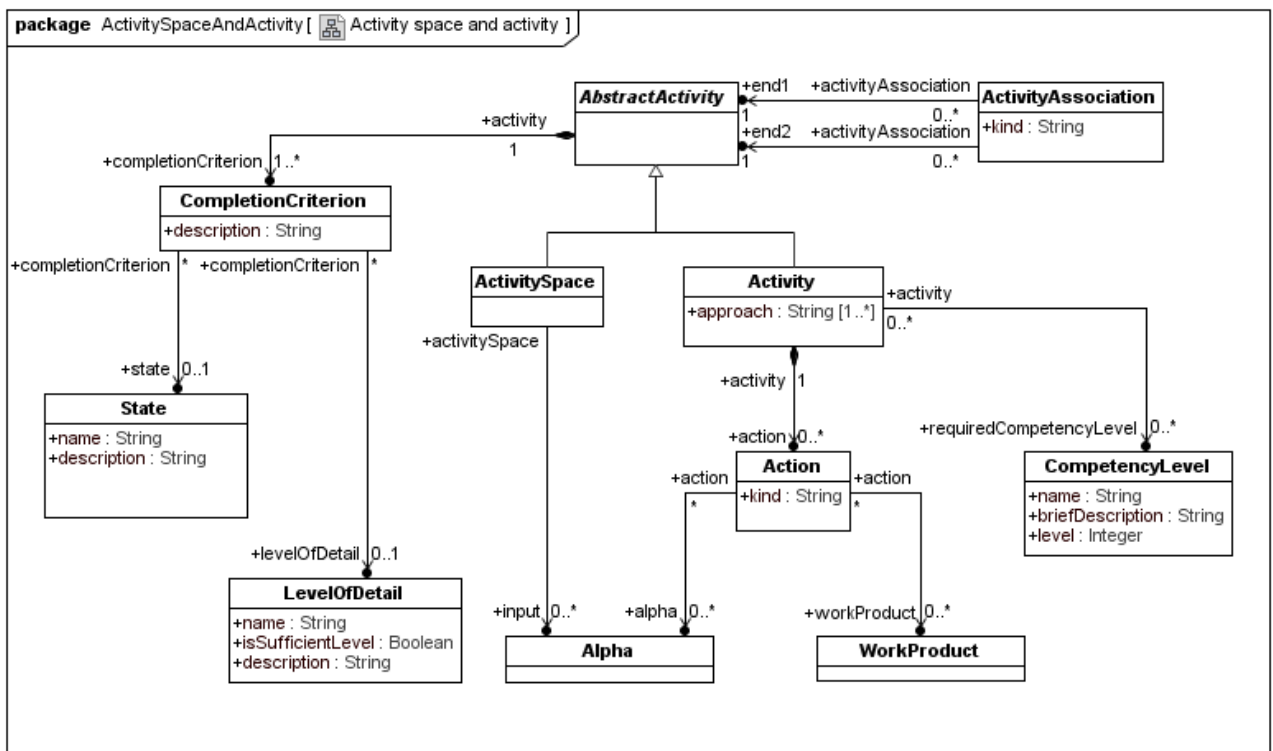 package ActivitySpaceAndActivity [ Activity space and activity ]
AbstractActivity
+end1 +activityAssociation
1 0..*
+end2 +activityAssociation
1 0..*
ActivityAssociation
+kind : String
+activity
1
+completionCriterion 1..*
CompletionCriterion
+description : String
+completionCriterion * +completionCriterion *
ActivitySpace
+activitySpace
Activity
+approach : String [1..*]
+activity
0..*
+state 0..1
State
+name : String
+description : String
+activity 1
+action 0..*
Action
+kind : String
+action
*
+action
*
+requiredCompetencyLevel 0..*
CompetencyLevel
+name : String
+briefDescription : String
+level : Integer
+levelOfDetail 0..1
LevelOfDetail
+name : String
+isSufficientLevel : Boolean
+description : String
+input 0..*
+alpha 0..*
Alpha
+workProduct 0..*
WorkProduct